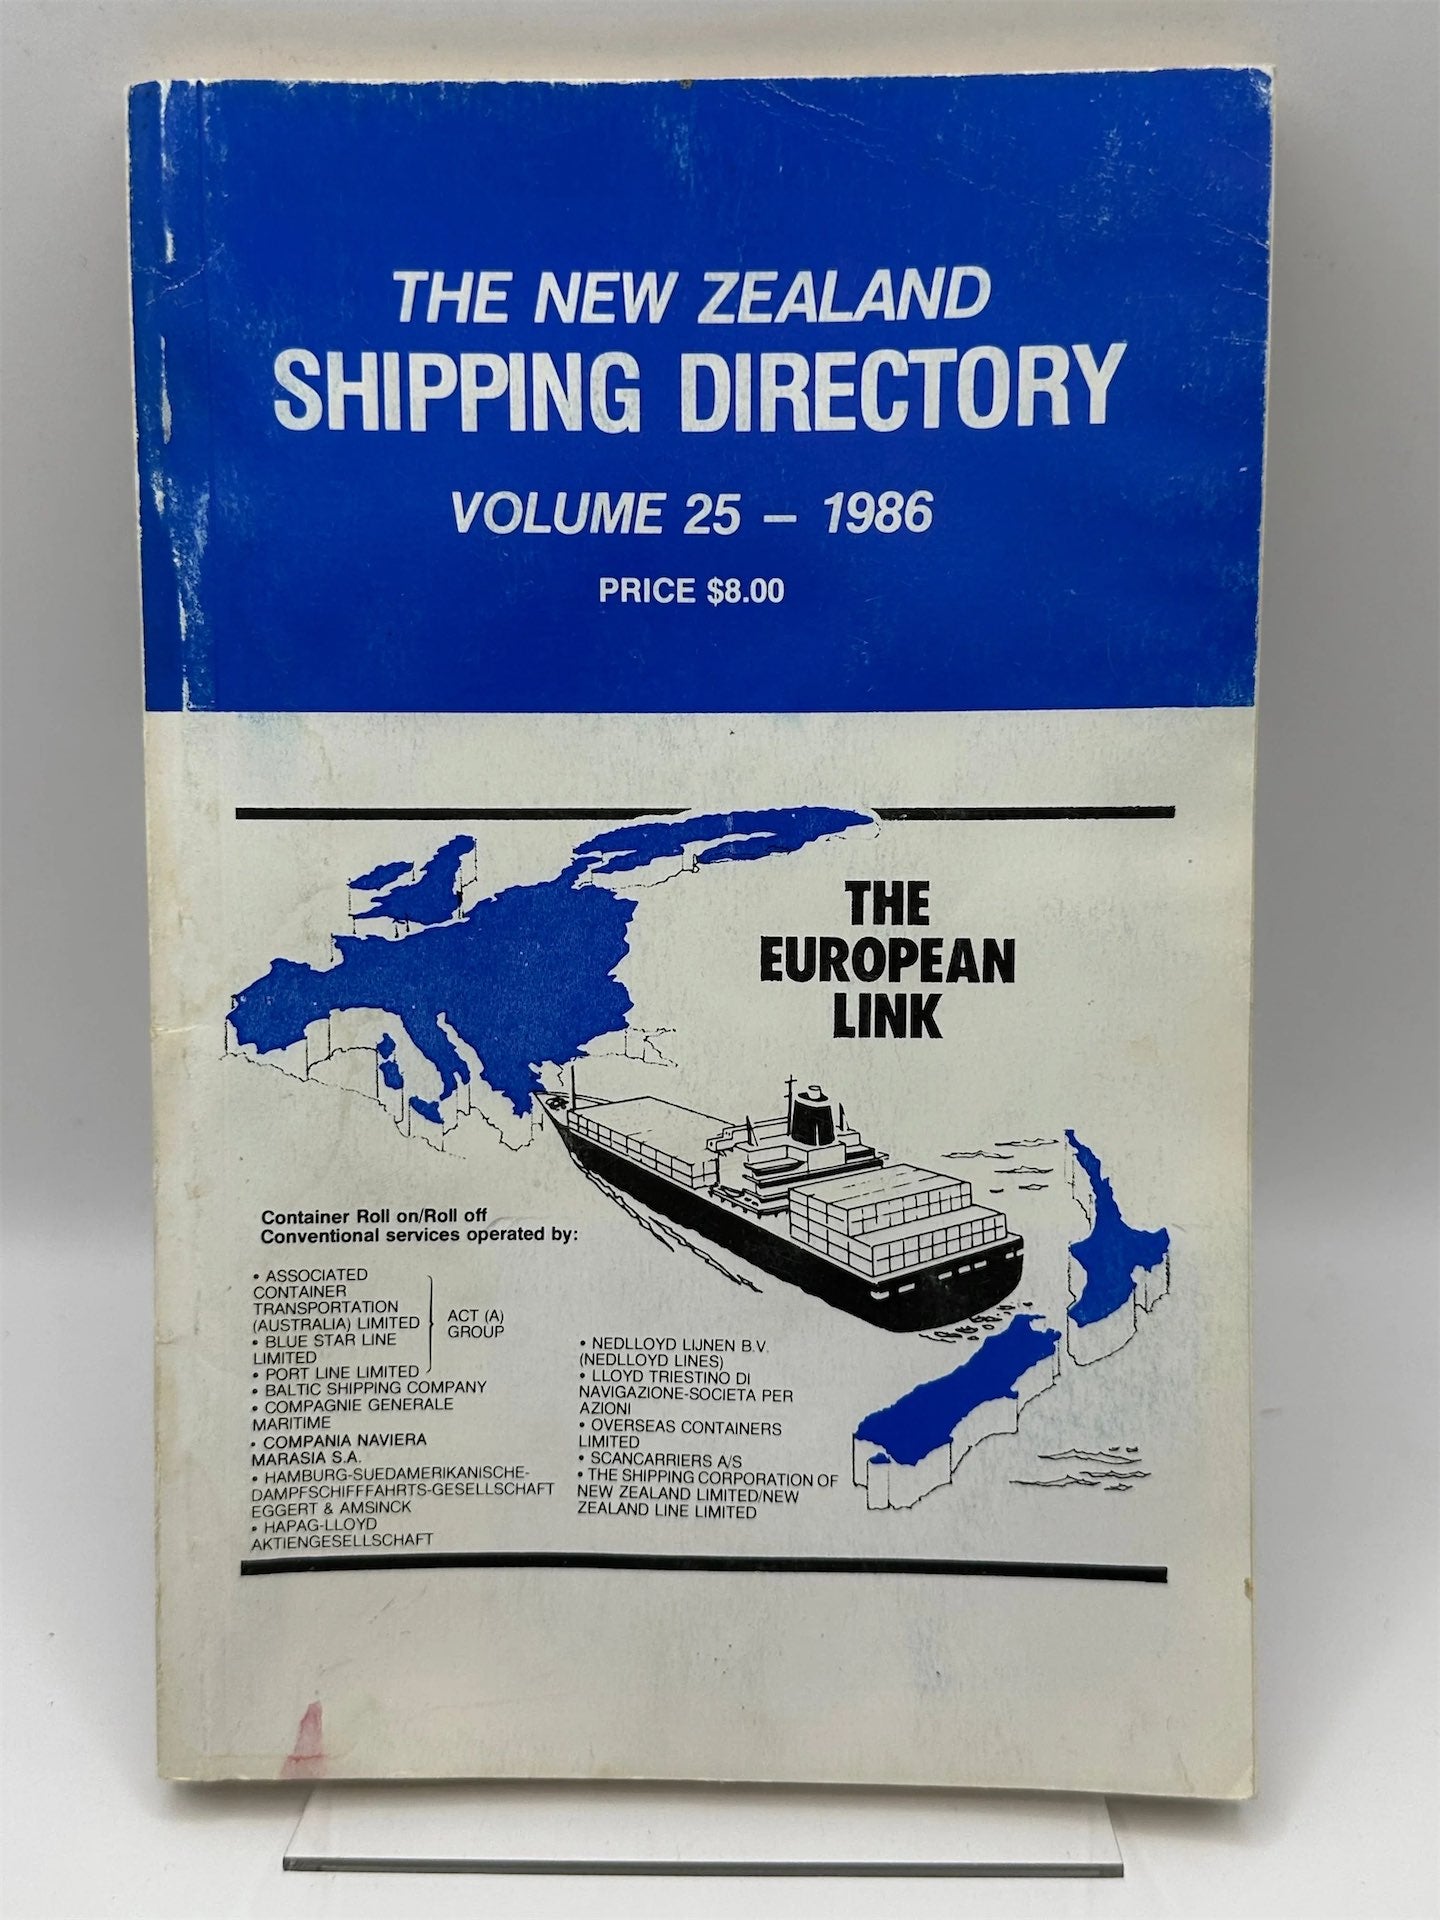 THE NEW ZEALAND
SHIPPING DIRECTORY
VOLUME 25 – 1986
PRICE $8.00
THE
EUROPEAN
LINK
Container Roll on/Roll off
Conventional services operated by:
• ASSOCIATED
CONTAINER
TRANSPORTATION
(AUSTRALIA) LIMITED
• BLUE STAR LINE
LIMITED
• PORT LINE LIMITED
ACT (A)
GROUP
• BALTIC SHIPPING COMPANY
• COMPAGNIE GENERALE
MARITIME
• COMPANIA NAVIERA
MARASIA S.A.
• HAMBURG-SUEDAMERIKANISCHE-
DAMPFSCHIFFFAHRTS-GESELLSCHAFT
EGGERT & AMSINCK
• HAPAG-LLOYD
AKTIENGESELLSCHAFT
• NEDLLOYD LIJNEN B.V.
(NEDLLOYD LINES)
• LLOYD TRIESTINO DI
NAVIGAZIONE-SOCIETA PER
AZIONI
• OVERSEAS CONTAINERS
LIMITED
• SCANCARRIERS A/S
• THE SHIPPING CORPORATION OF
NEW ZEALAND LIMITED/NEW
ZEALAND LINE LIMITED